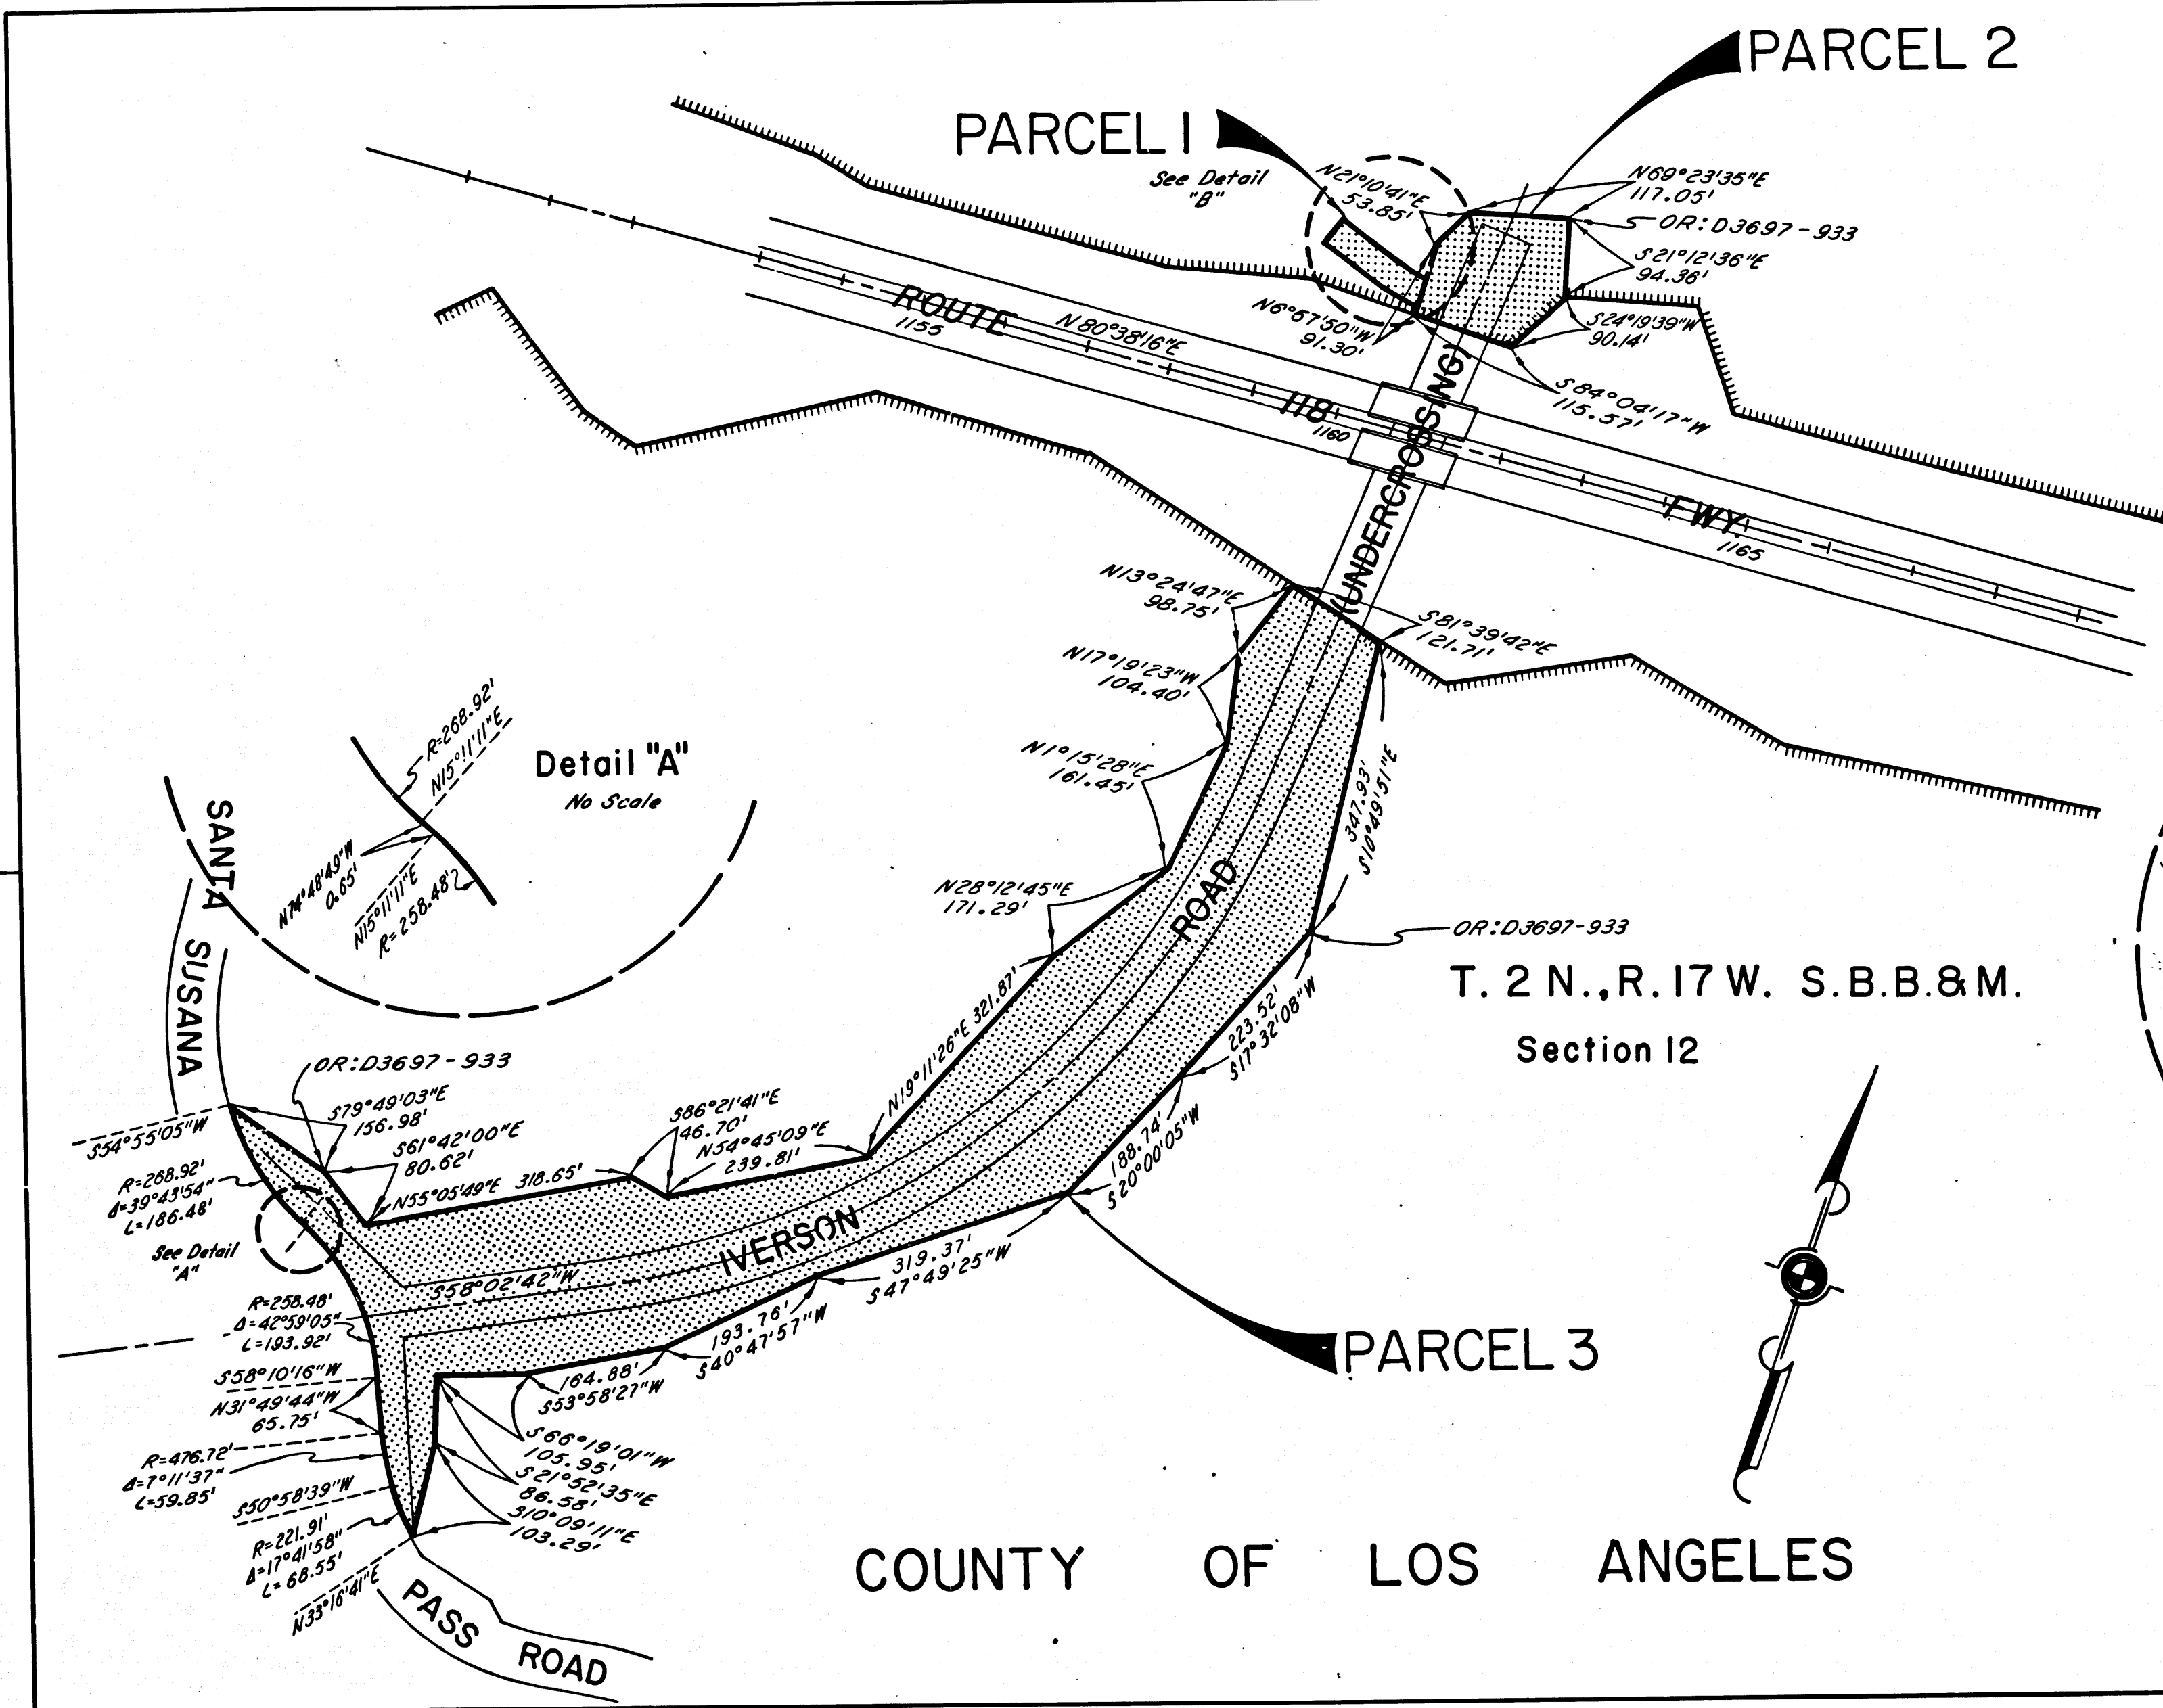 PARCEL 2
PARCEL 1
See Detail
"B"
N21°10'41"E
53.85'
N69°23'35"E
117.05'
OR:D3697-933
S21°12'36"E
94.36'
S24°19'39"W
90.14'
S84°04'17"W
115.57'
N6°57'50"W
91.30'
ROUTE
1155
N80°38'16"E
118
1160
FWY.
1165
(UNDERCROSSING)
N13°24'47"E
98.75'
S81°39'42"E
121.71'
N17°19'23"W
104.40'
N1°15'28"E
161.45'
347.93'
S10°49'51"E
N28°12'45"E
171.29'
ROAD
OR:D3697-933
T. 2 N., R. 17 W. S.B.B. & M.
Section 12
Detail "A"
No Scale
R=268.92'
N15°11'11"E
N74°48'49"W
0.65'
N15°11'11"E
R=258.48'
SANTA
SUSANA
N19°11'26"E 321.87'
223.52'
S17°32'08"W
188.74'
S20°00'05"W
OR:D3697-933
S79°49'03"E
156.98'
S61°42'00"E
80.62'
S86°21'41"E
46.70'
N54°45'09"E
239.81'
N55°05'49"E 318.65'
S54°55'05"W
R=268.92'
Δ=39°43'54"
L=186.48'
See Detail
"A"
IVERSON
S58°02'42"W
319.37'
S47°49'25"W
193.76'
S40°47'57"W
164.88'
S53°58'27"W
PARCEL 3
R=258.48'
Δ=42°59'05"
L=193.92'
S58°10'16"W
N31°49'44"W
65.75'
R=476.72'
Δ=7°11'37"
L=59.85'
S50°58'39"W
R=221.91'
Δ=17°41'58"
L=68.55'
N33°16'41"E
S66°19'01"W
105.95'
S21°52'35"E
86.58'
S10°09'11"E
103.29'
PASS ROAD
COUNTY OF LOS ANGELES